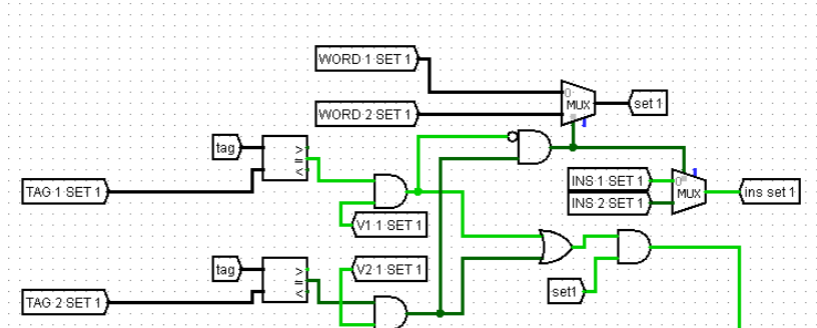 WORD 1 SET 1
0
MUX
set 1
WORD 2 SET 1
tag
>
=
<
TAG 1 SET 1
INS 1 SET 1
0
MUX
ins set 1
INS 2 SET 1
V1 1 SET 1
tag
>
=
<
V2 1 SET 1
set1
TAG 2 SET 1